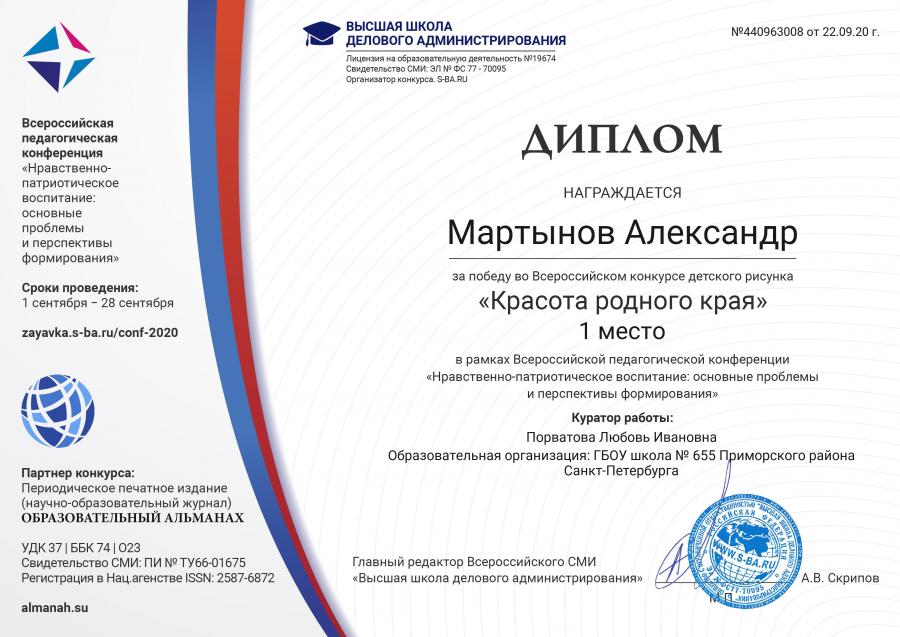 ВЫСШАЯ ШКОЛА
ДЕЛОВОГО АДМИНИСТРИРОВАНИЯ
Лицензия на образовательную деятельность №19674
Свидетельство СМИ: ЭЛ № ФС 77 - 70095
Организатор конкурса. S-BA.RU
№440963008 от 22.09.20 г.
Всероссийская
педагогическая
конференция
«Нравственно-
патриотическое
воспитание:
основные
проблемы
и перспективы
формирования»
Сроки проведения:
1 сентября – 28 сентября
zayavka.s-ba.ru/conf-2020
Партнер конкурса:
Периодическое печатное издание
(научно-образовательный журнал)
ОБРАЗОВАТЕЛЬНЫЙ АЛЬМАНАХ
УДК 37 | ББК 74 | О23
Свидетельство СМИ: ПИ № ТУ66-01675
Регистрация в Нац.агенстве ISSN: 2587-6872
almanah.su
ДИПЛОМ
НАГРАЖДАЕТСЯ
Мартынов Александр
за победу во Всероссийском конкурсе детского рисунка
«Красота родного края»
1 место
в рамках Всероссийской педагогической конференции
«Нравственно-патриотическое воспитание: основные проблемы
и перспективы формирования»
Куратор работы:
Порватова Любовь Ивановна
Образовательная организация: ГБОУ школа № 655 Приморского района
Санкт-Петербурга
Главный редактор Всероссийского СМИ
«Высшая школа делового администрирования»
А.В. Скрипов
WWW.S-BA.RU